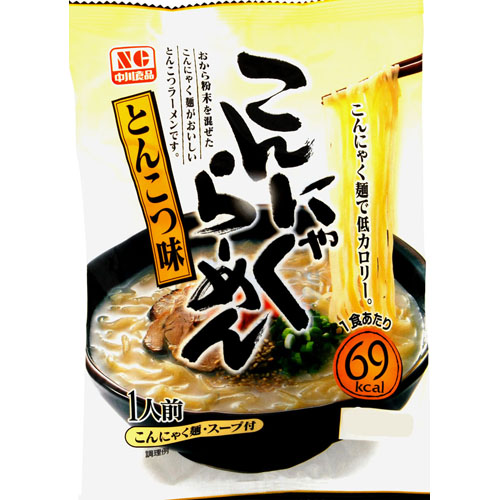 NC
中川食品
おから粉末を混ぜた
こんにゃく麺がおいしい
とんこつラーメンです。
とんこつ味
こんにゃく
らーめん
こんにゃく麺で低カロリー。
1食あたり
69
kcal
1人前
こんにゃく麺・スープ付
調理例